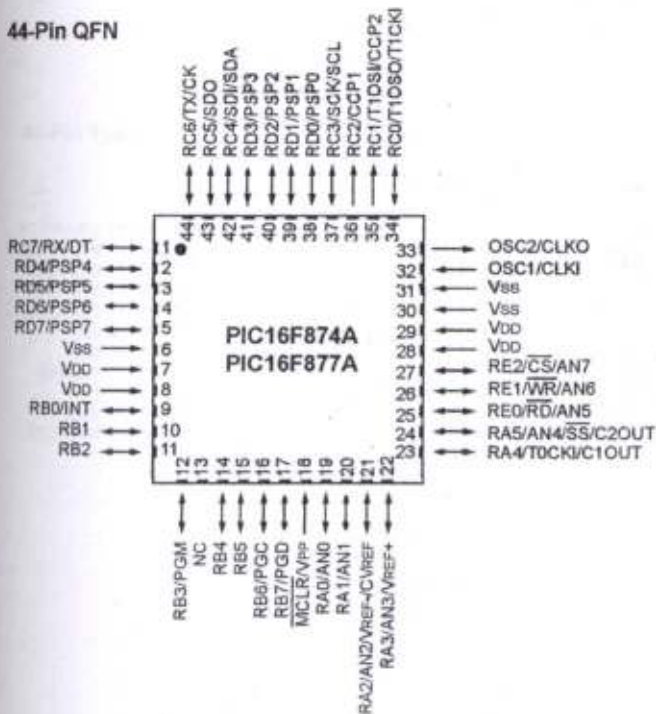 44-Pin QFN
RC6/TX/CK
RC5/SDO
RC4/SDI/SDA
RD3/PSP3
RD2/PSP2
RD1/PSP1
RD0/PSP0
RC3/SCK/SCL
RC2/CCP1
RC1/T1OSI/CCP2
RC0/T1OSO/T1CKI
44
43
42
41
40
39
38
37
36
35
34
RC7/RX/DT 1
RD4/PSP4 2
RD5/PSP5 3
RD6/PSP6 4
RD7/PSP7 5
VSS 6
VDD 7
VDD 8
RB0/INT 9
RB1 10
RB2 11
PIC16F874A
PIC16F877A
33 OSC2/CLKO
32 OSC1/CLKI
31 VSS
30 VSS
29 VDD
28 VDD
27 RE2/CS/AN7
26 RE1/WR/AN6
25 RE0/RD/AN5
24 RA5/AN4/SS/C2OUT
23 RA4/T0CKI/C1OUT
12
13
14
15
16
17
18
19
20
21
22
RB3/PGM
NC
RB4
RB5
RB6/PGC
RB7/PGD
MCLR/VPP
RA0/AN0
RA1/AN1
RA2/AN2/VREF-/CVREF
RA3/AN3/VREF+